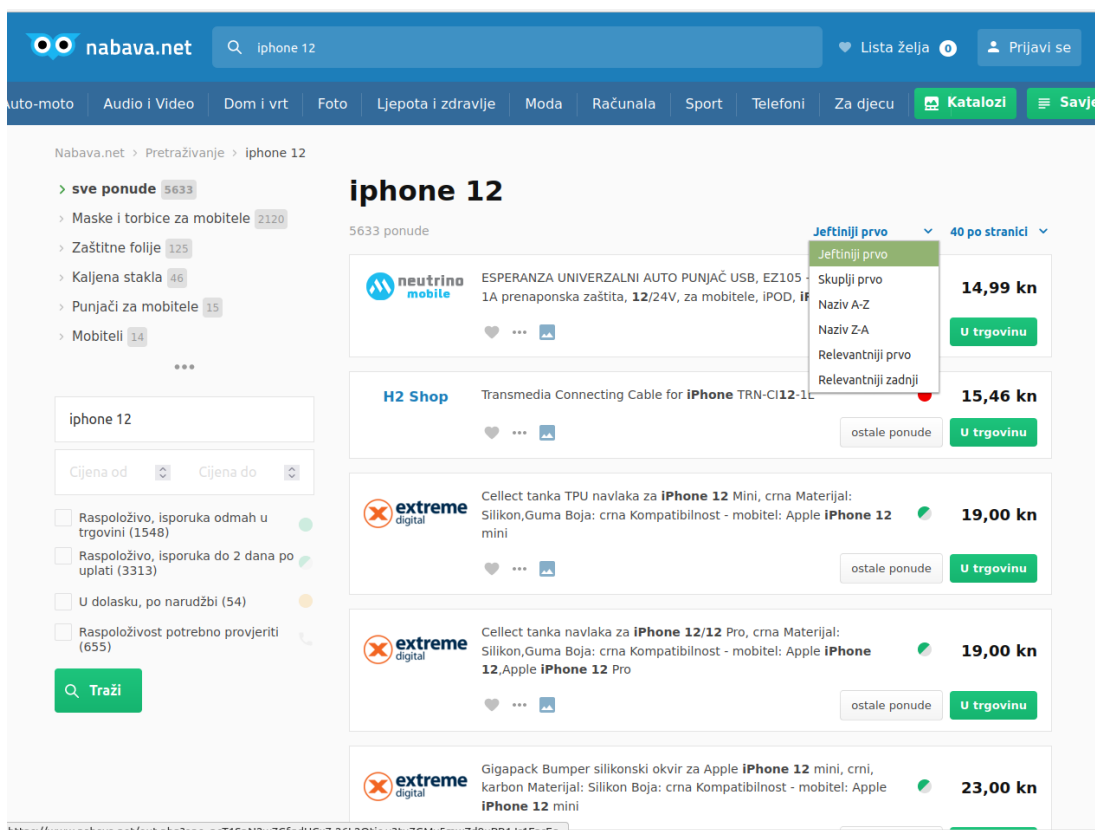 nabava.net
iphone 12
Lista želja 0
Prijavi se
uto-moto
Audio i Video
Dom i vrt
Foto
Ljepota i zdravlje
Moda
Računala
Sport
Telefoni
Za djecu
Katalozi
Savje
Nabava.net > Pretraživanje > iphone 12
> sve ponude 5633
> Maske i torbice za mobitele 2120
> Zaštitne folije 125
> Kaljena stakla 46
> Punjači za mobitele 15
> Mobiteli 14
iphone 12
Cijena od
Cijena do
Raspoloživo, isporuka odmah u
trgovini (1548)
Raspoloživo, isporuka do 2 dana po
uplati (3313)
U dolasku, po narudžbi (54)
Raspoloživost potrebno provjeriti
(655)
Traži
iphone 12
5633 ponude
Jeftiniji prvo
40 po stranici
Jeftiniji prvo
Skuplji prvo
Naziv A-Z
Naziv Z-A
Relevantniji prvo
Relevantniji zadnji
neutrino
mobile
ESPERANZA UNIVERZALNI AUTO PUNJAČ USB, EZ105 -
1A prenaponska zaštita, 12/24V, za mobitele, iPOD,
14,99 kn
U trgovinu
H2 Shop
Transmedia Connecting Cable for iPhone TRN-CI12-1L
15,46 kn
ostale ponude
U trgovinu
extreme
digital
Cellect tanka TPU navlaka za iPhone 12 Mini, crna Materijal:
Silikon,Guma Boja: crna Kompatibilnost - mobitel: Apple iPhone 12
mini
19,00 kn
ostale ponude
U trgovinu
extreme
digital
Cellect tanka navlaka za iPhone 12/12 Pro, crna Materijal:
Silikon,Guma Boja: crna Kompatibilnost - mobitel: Apple iPhone
12,Apple iPhone 12 Pro
19,00 kn
ostale ponude
U trgovinu
extreme
digital
Gigapack Bumper silikonski okvir za Apple iPhone 12 mini, crni,
karbon Materijal: Silikon Boja: crna Kompatibilnost - mobitel: Apple
iPhone 12 mini
23,00 kn